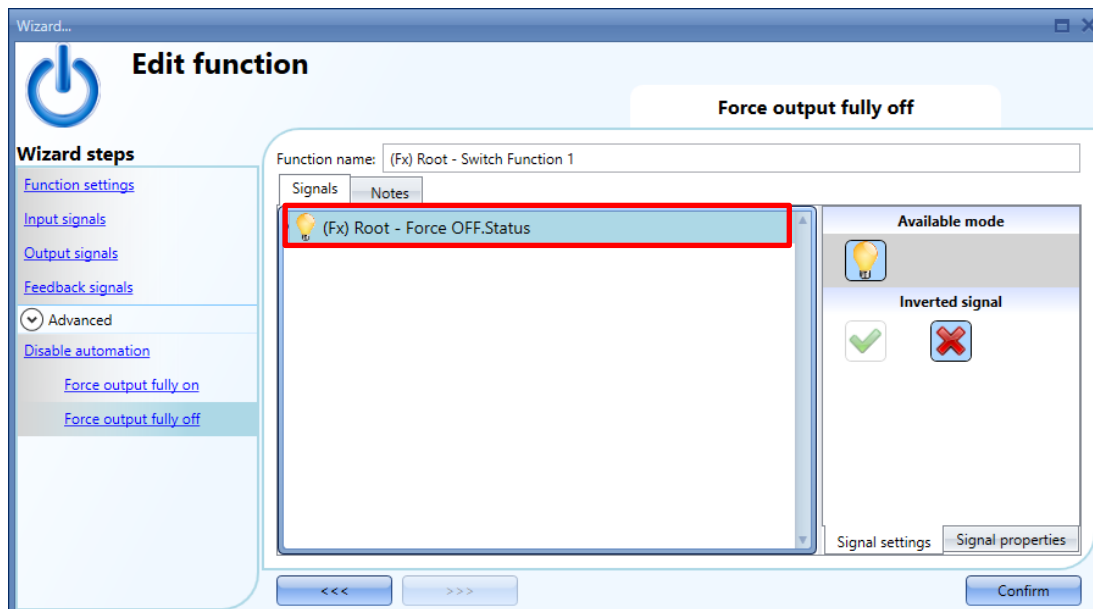 Wizard...
Edit function
Force output fully off
Wizard steps
Function settings
Input signals
Output signals
Feedback signals
Advanced
Disable automation
Force output fully on
Force output fully off
Function name: (Fx) Root - Switch Function 1
Signals Notes
(Fx) Root - Force OFF.Status
Available mode
Inverted signal
Signal settings Signal properties
<<< >>> Confirm